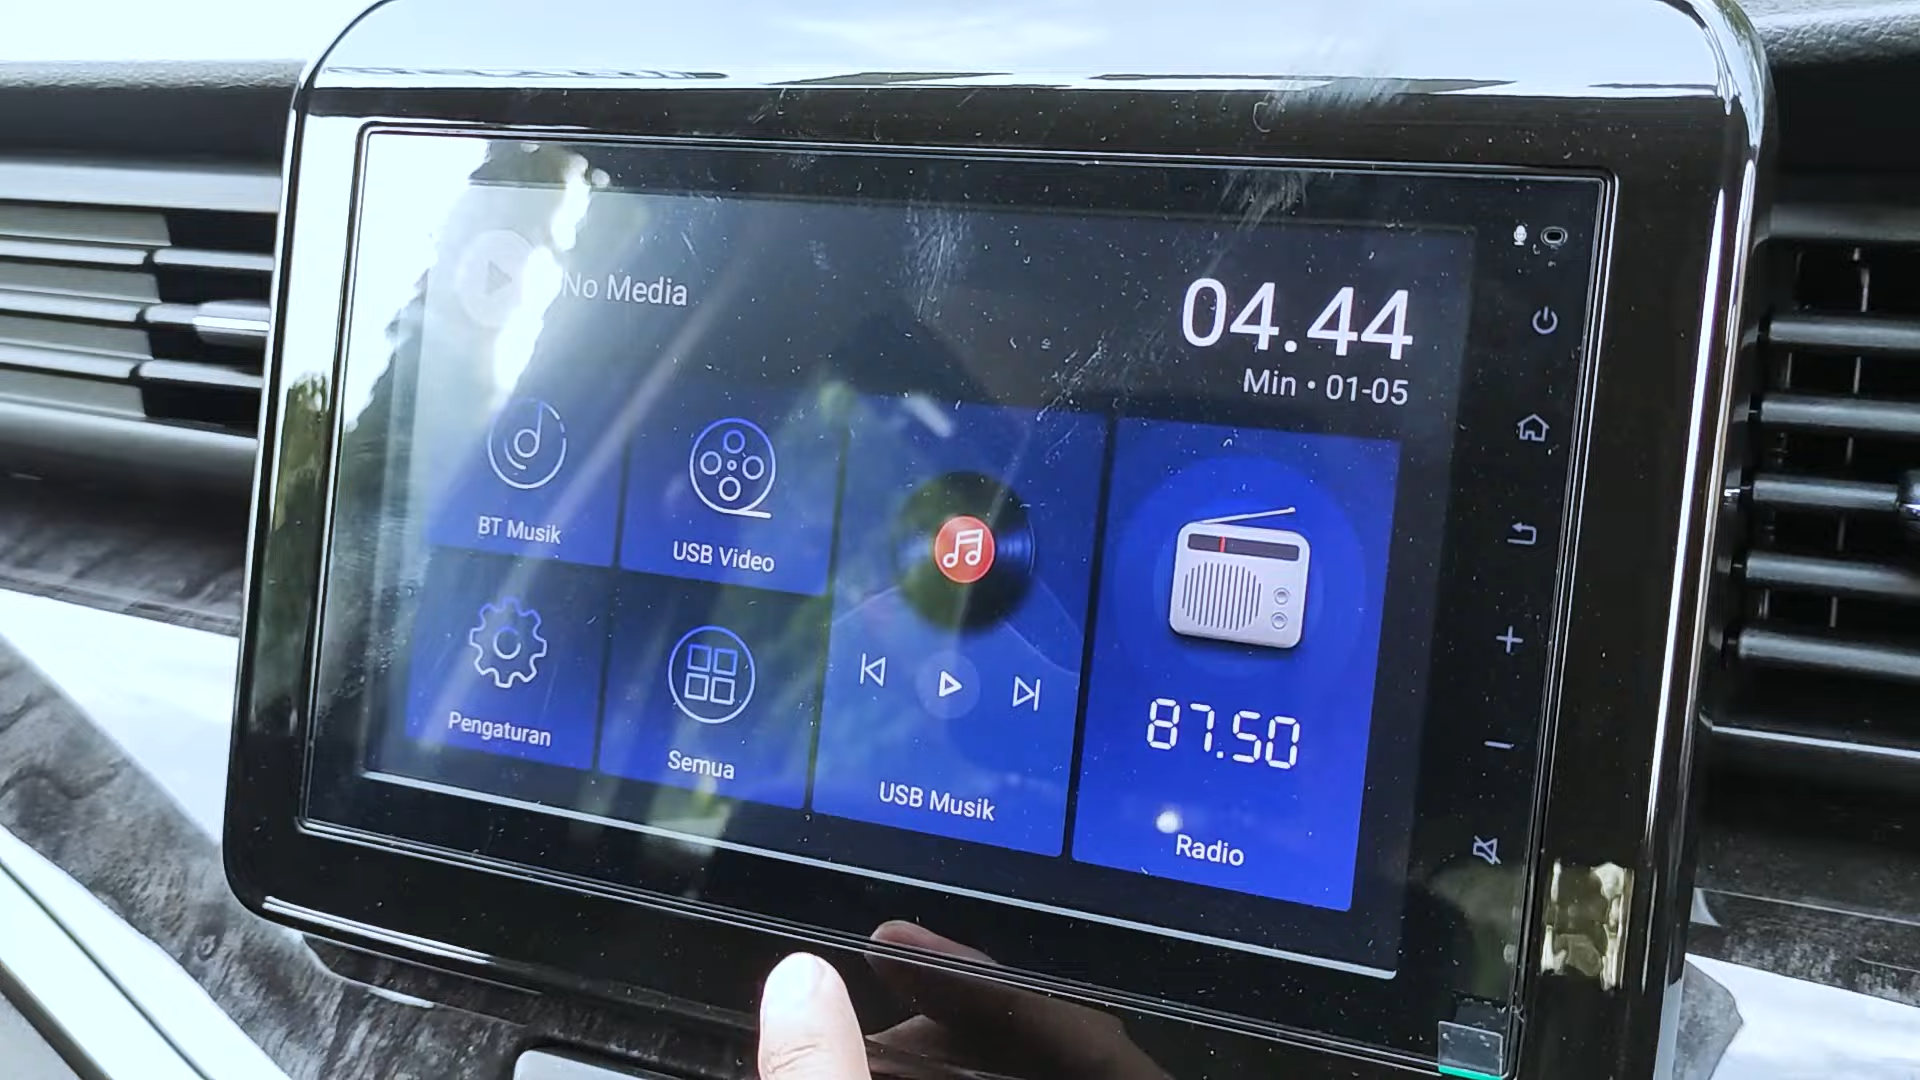 No Media
04.44
Min • 01-05
BT Musik
USB Video
Pengaturan
Semua
USB Musik
87.50
Radio